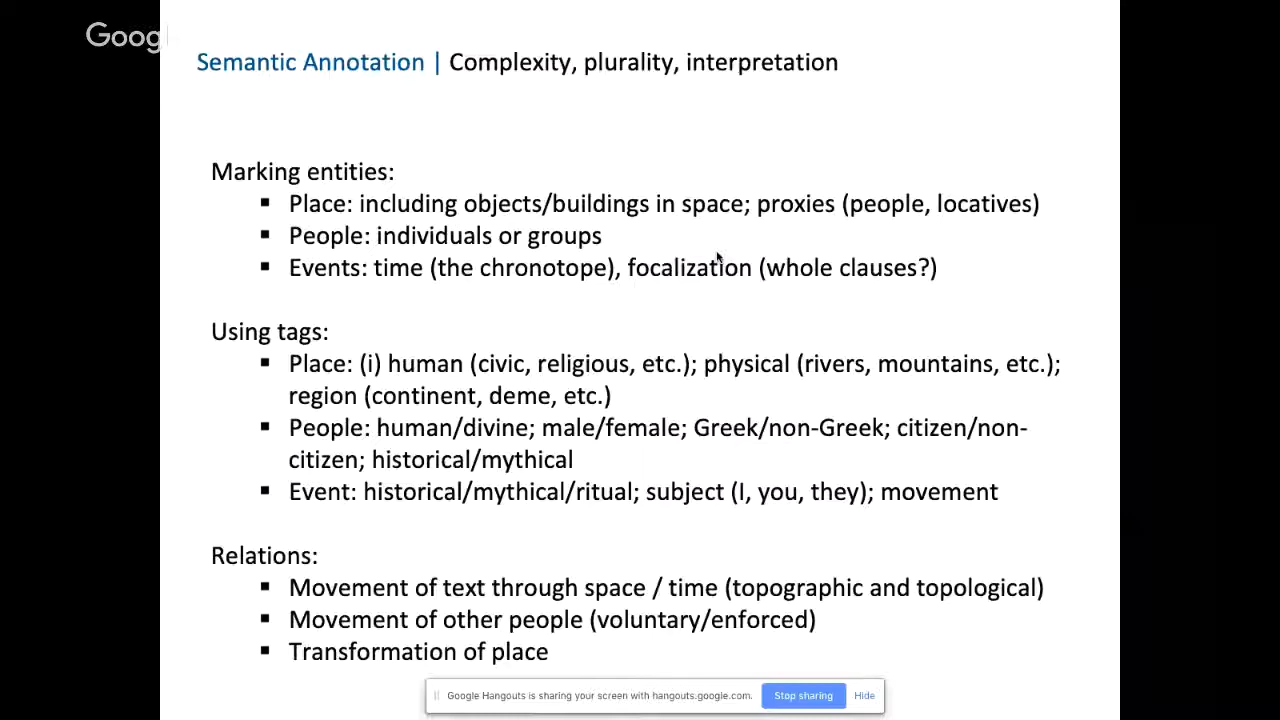 Goog
Semantic Annotation | Complexity, plurality, interpretation
Marking entities:
▪ Place: including objects/buildings in space; proxies (people, locatives)
▪ People: individuals or groups
▪ Events: time (the chronotope), focalization (whole clauses?)
Using tags:
▪ Place: (i) human (civic, religious, etc.); physical (rivers, mountains, etc.);
region (continent, deme, etc.)
▪ People: human/divine; male/female; Greek/non-Greek; citizen/non-
citizen; historical/mythical
▪ Event: historical/mythical/ritual; subject (I, you, they); movement
Relations:
▪ Movement of text through space / time (topographic and topological)
▪ Movement of other people (voluntary/enforced)
▪ Transformation of place
Google Hangouts is sharing your screen with hangouts.google.com. Stop sharing Hide